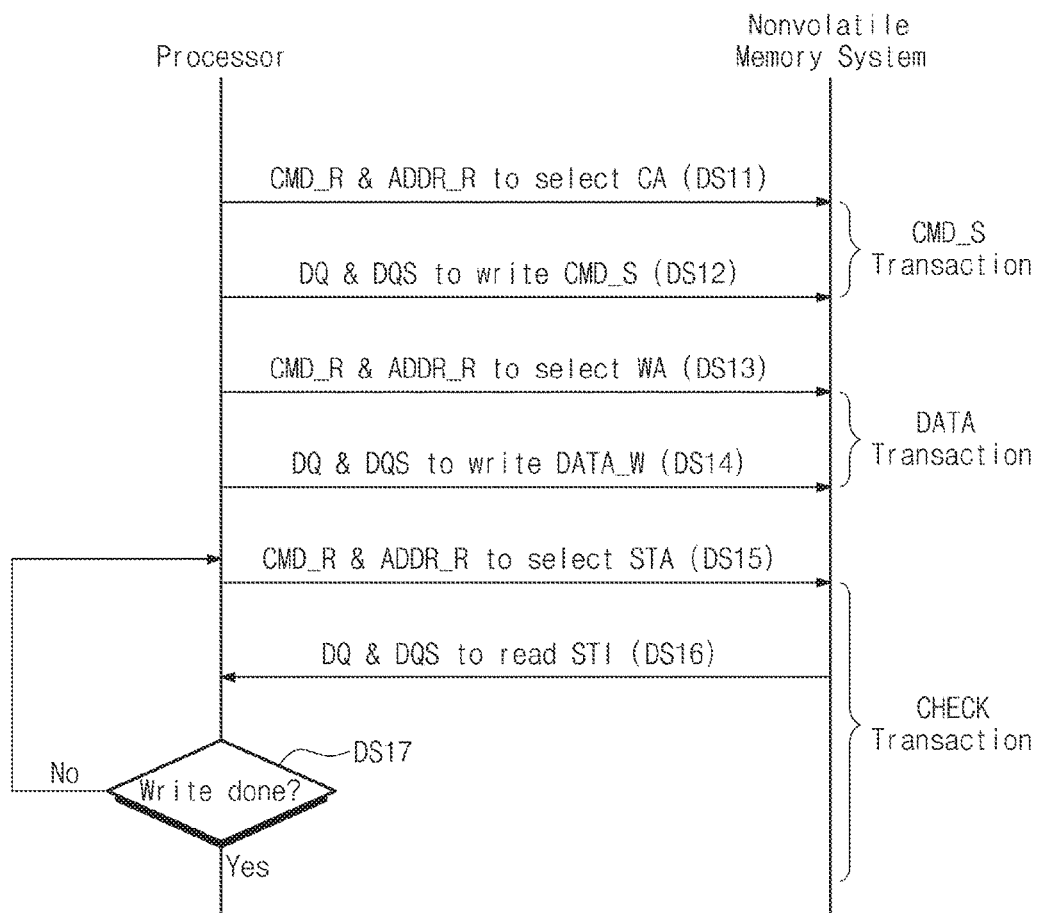 Nonvolatile
Processor
Memory System
CMD_R & ADDR_R to select CA (DS11)
CMD_S
Transaction
DQ & DQS to write CMD_S (DS12)
CMD_R & ADDR_R to select WA (DS13)
DATA
Transaction
DQ & DQS to write DATA_W (DS14)
CMD_R & ADDR_R to select STA (DS15)
DQ & DQS to read STI (DS16)
CHECK
Transaction
DS17
No
Write done?
Yes